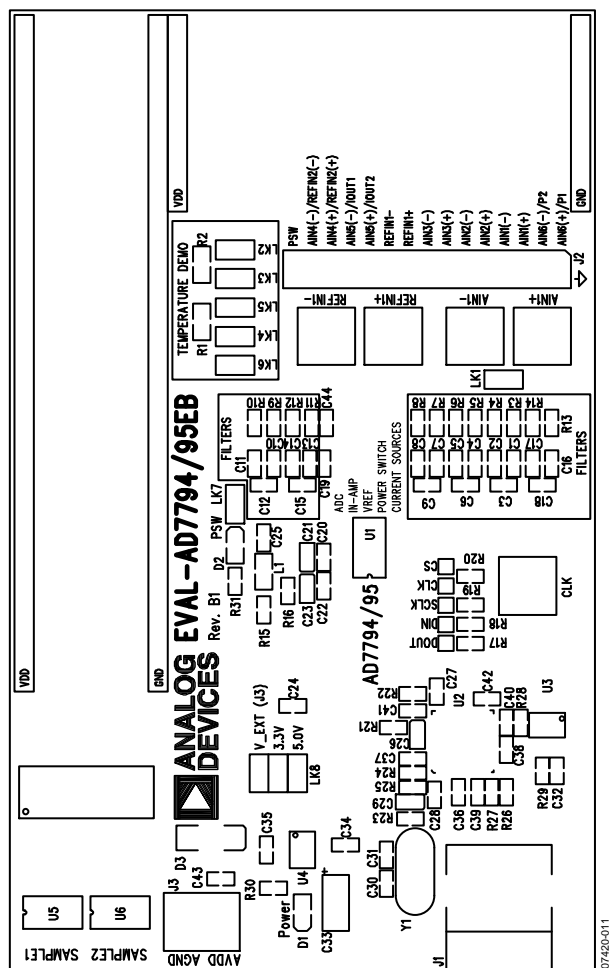 VDD
VDD
GND
GND
PSW
AIN4(-)/REFIN2(-)
AIN4(+)/REFIN2(+)
AIN5(-)/IOUT1
AIN5(+)/IOUT2
REFIN1-
REFIN1+
AIN3(-)
AIN3(+)
AIN2(-)
AIN2(+)
AIN1(-)
AIN1(+)
AIN6(-)/P2
AIN6(+)/P1
J2
TEMPERATURE DEMO
R1
R2
LK6
LK4
LK5
LK3
LK2
REFIN1-
REFIN1+
AIN1-
AIN1+
LK1
ANALOG
DEVICES
EVAL-AD7794/95EB
Rev. B1
PSW
LK7
D2
R31
FILTERS
R10
R9
R12
R11
C44
C11
C10
C14
C13
C19
C12
C15
R8
R7
R6
R5
R4
R3
R14
R13
C8
C7
C5
C4
C2
C1
C17
C16
C9
C6
C3
C18
FILTERS
ADC
IN-AMP
VREF
POWER SWITCH
CURRENT SOURCES
U1
AD7794/95
R15
L1
C25
R16
C23
C21
C22
C20
DOUT
DIN
SCLK
CLK
CS
R17
R18
R19
R20
CLK
V_EXT (J3)
3.3V
5.0V
LK8
C24
R22
C41
R21
C26
C37
R24
R25
C29
R23
C27
U2
C42
C40
R28
C38
U3
C28
C36
C39
R27
R26
R29
C32
U5
SAMPLE1
U6
SAMPLE2
D3
J3
C43
AVDD AGND
C35
R30
U4
C34
Power
D1
C33
+
C31
C30
Y1
J1
07420-011